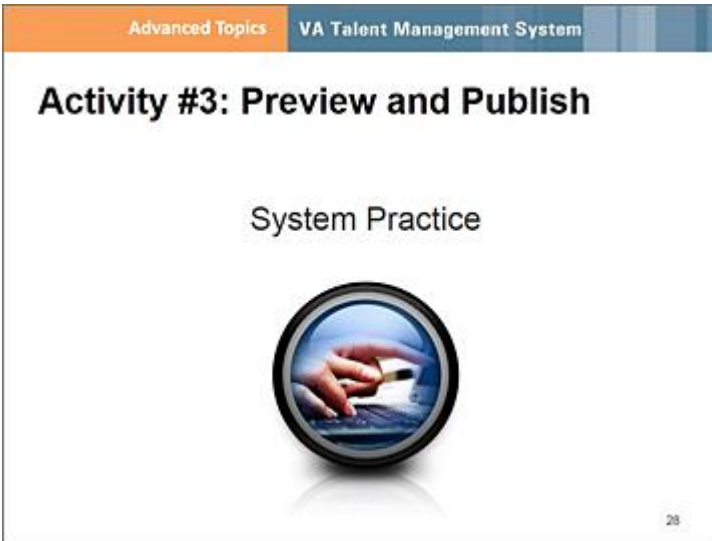 Advanced Topics
VA Talent Management System
Activity #3: Preview and Publish
System Practice
28